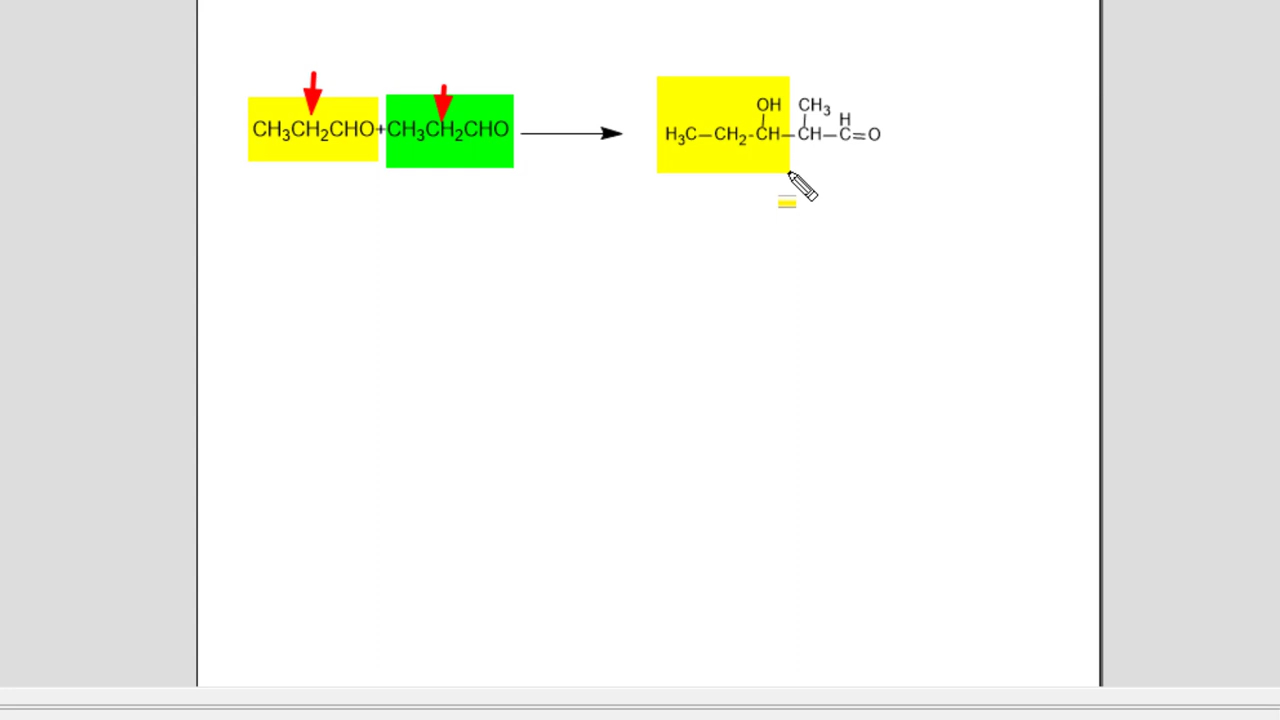 OH CH₃
H
CH₃CH₂CHO+CH₃CH₂CHO H₃C–CH₂-CH–CH–C=O